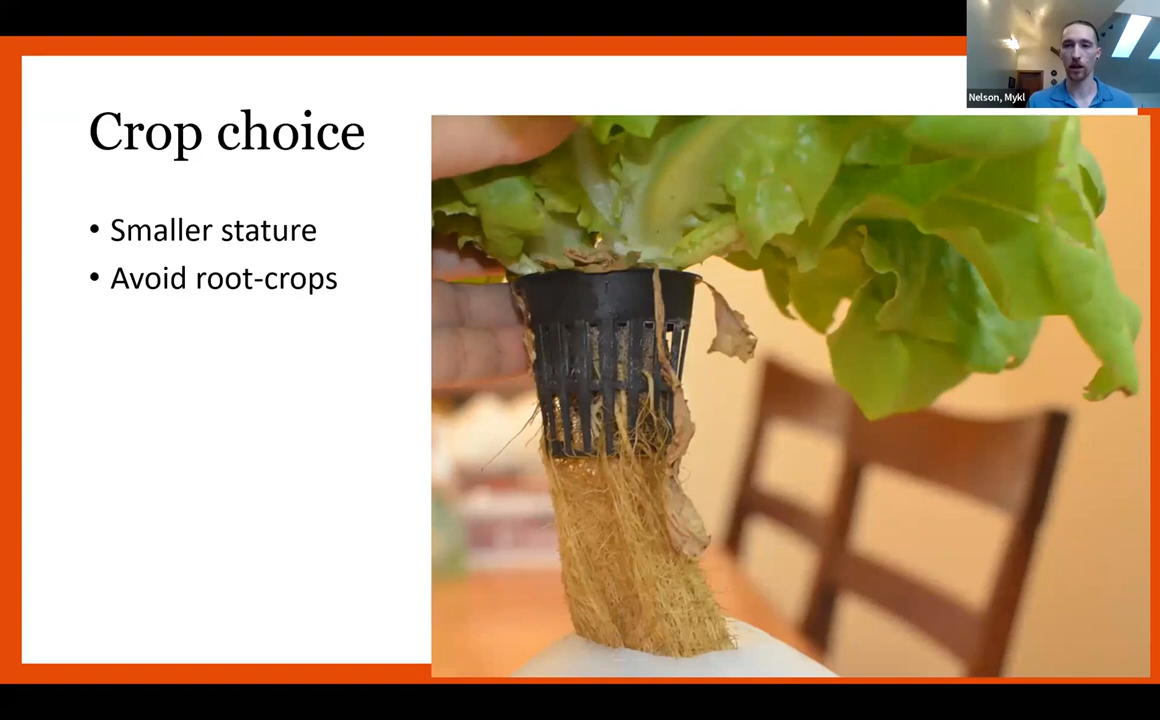 Nelson, Mykl
Crop choice
• Smaller stature
• Avoid root-crops